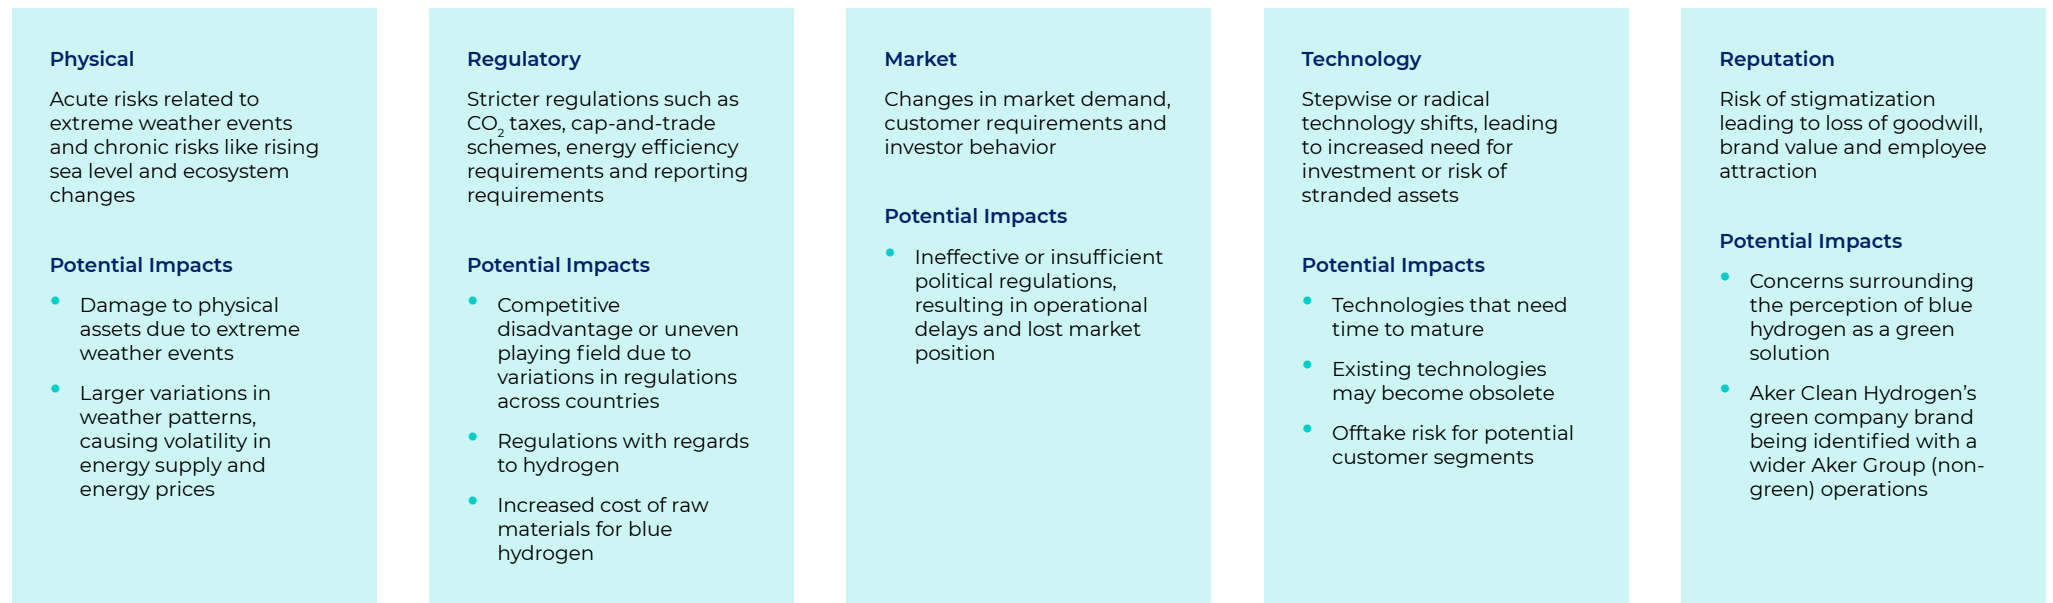 Physical
Acute risks related to
extreme weather events
and chronic risks like rising
sea level and ecosystem
changes
Potential Impacts
• Damage to physical
assets due to extreme
weather events
• Larger variations in
weather patterns,
causing volatility in
energy supply and
energy prices
Regulatory
Stricter regulations such as
CO₂ taxes, cap-and-trade
schemes, energy efficiency
requirements and reporting
requirements
Potential Impacts
• Competitive
disadvantage or uneven
playing field due to
variations in regulations
across countries
• Regulations with regards
to hydrogen
• Increased cost of raw
materials for blue
hydrogen
Market
Changes in market demand,
customer requirements and
investor behavior
Potential Impacts
• Ineffective or insufficient
political regulations,
resulting in operational
delays and lost market
position
Technology
Stepwise or radical
technology shifts, leading
to increased need for
investment or risk of
stranded assets
Potential Impacts
• Technologies that need
time to mature
• Existing technologies
may become obsolete
• Offtake risk for potential
customer segments
Reputation
Risk of stigmatization
leading to loss of goodwill,
brand value and employee
attraction
Potential Impacts
• Concerns surrounding
the perception of blue
hydrogen as a green
solution
• Aker Clean Hydrogen’s
green company brand
being identified with a
wider Aker Group (non-
green) operations